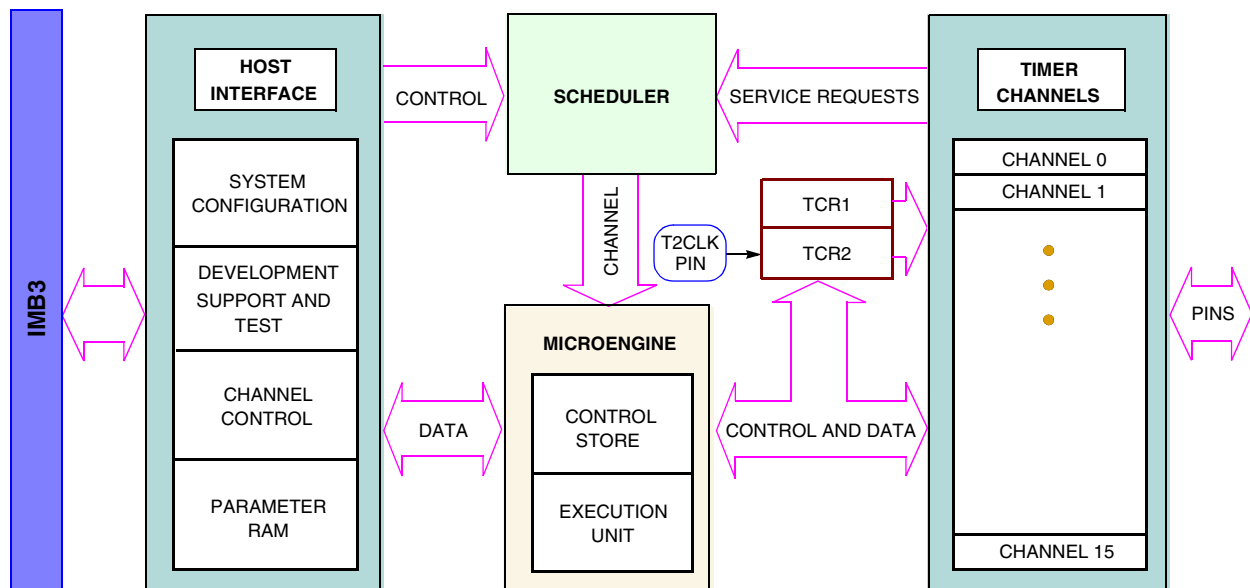 IMB3
HOST
INTERFACE
SYSTEM
CONFIGURATION
DEVELOPMENT
SUPPORT AND
TEST
CHANNEL
CONTROL
PARAMETER
RAM
CONTROL
SCHEDULER
SERVICE REQUESTS
CHANNEL
T2CLK
PIN
TCR1
TCR2
MICROENGINE
CONTROL
STORE
EXECUTION
UNIT
DATA
CONTROL AND DATA
TIMER
CHANNELS
CHANNEL 0
CHANNEL 1
CHANNEL 15
PINS